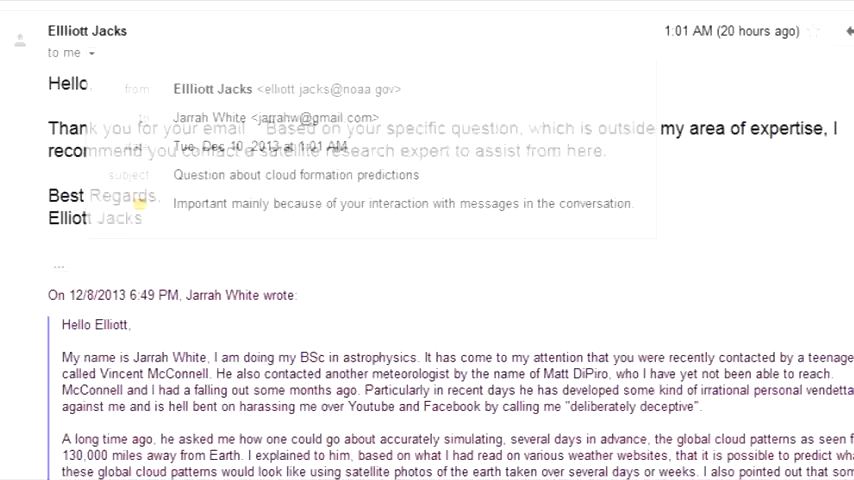 Ellliott Jacks
1:01 AM (20 hours ago)
to me
Hello,
from Ellliott Jacks <elliott jacks@noaa gov>
to Jarrah White <jarrahw@gmail com>
Thank you for your email Based on your specific question, which is outside my area of expertise, I
Tue, Dec 10, 2013 at 1:01 AM
recommend you contact a satellite research expert to assist from here.
subject Question about cloud formation predictions
Best Regards,
Important mainly because of your interaction with messages in the conversation.
Elliott Jacks
...
On 12/8/2013 6:49 PM, Jarrah White wrote:
Hello Elliott,
My name is Jarrah White, I am doing my BSc in astrophysics. It has come to my attention that you were recently contacted by a teenage
called Vincent McConnell. He also contacted another meteorologist by the name of Matt DiPiro, who I have yet not been able to reach.
McConnell and I had a falling out some months ago. Particularly in recent days he has developed some kind of irrational personal vendetta
against me and is hell bent on harassing me over Youtube and Facebook by calling me "deliberately deceptive".
A long time ago, he asked me how one could go about accurately simulating, several days in advance, the global cloud patterns as seen f
130,000 miles away from Earth. I explained to him, based on what I had read on various weather websites, that it is possible to predict wha
these global cloud patterns would look like using satellite photos of the earth taken over several days or weeks. I also pointed out that som